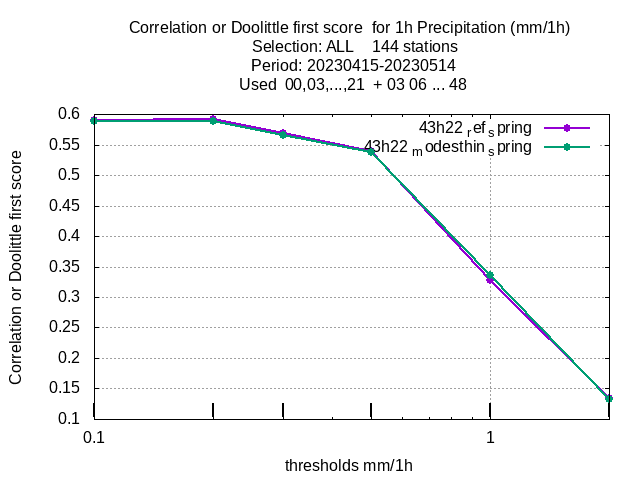 Correlation or Doolittle first score  for 1h Precipitation (mm/1h)
Selection: ALL    144 stations
Period: 20230415-20230514
Used  00,03,...,21  + 03 06 ... 48
43h22 ref spring
43h22 modesthin spring
Correlation or Doolittle first score
0.6
0.55
0.5
0.45
0.4
0.35
0.3
0.25
0.2
0.15
0.1
0.1
1
thresholds mm/1h